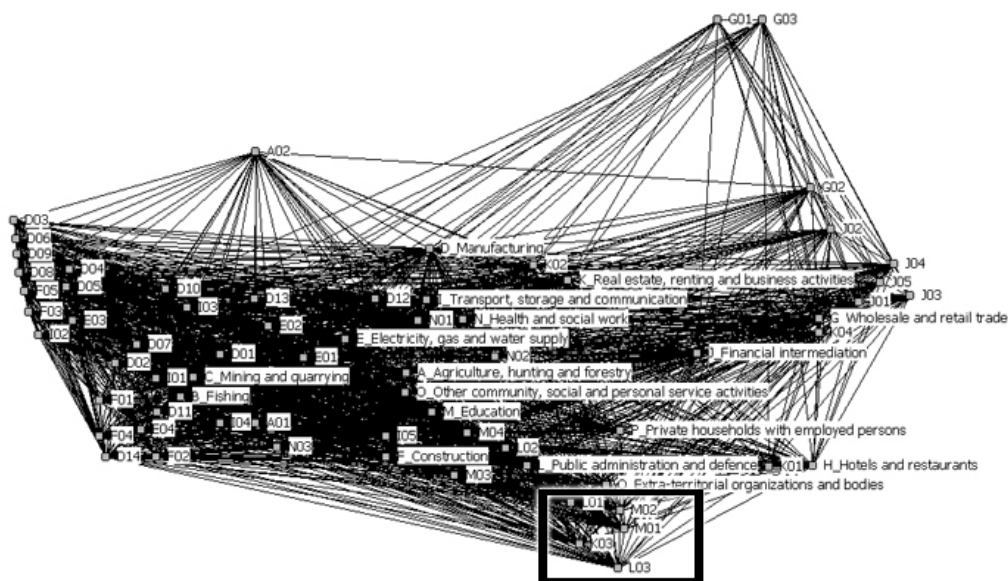 G01 G03
A02
G02
D03
J02
D06
D_Manufacturing
D09
K02
J04
D08
D04
K_Real estate, renting and business activities
J05
F05
D05
D10
D13
D12
I_Transport, storage and communication
J01
J03
F03
E03
I03
E02
N01
N_Health and social work
G_Wholesale and retail trade
I02
E_Electricity, gas and water supply
K04
D07
D02
D01
E01
N02
J_Financial intermediation
I01
C_Mining and quarrying
A_Agriculture, hunting and forestry
F01
B_Fishing
O_Other community, social and personal service activities
D11
M_Education
F04
E04
I04
A01
I05
M04
P_Private households with employed persons
D14
F02
N03
F_Construction
L02
L_Public administration and defence
K01
H_Hotels and restaurants
M03
Extra-territorial organizations and bodies
L01
M02
M01
K03
L03